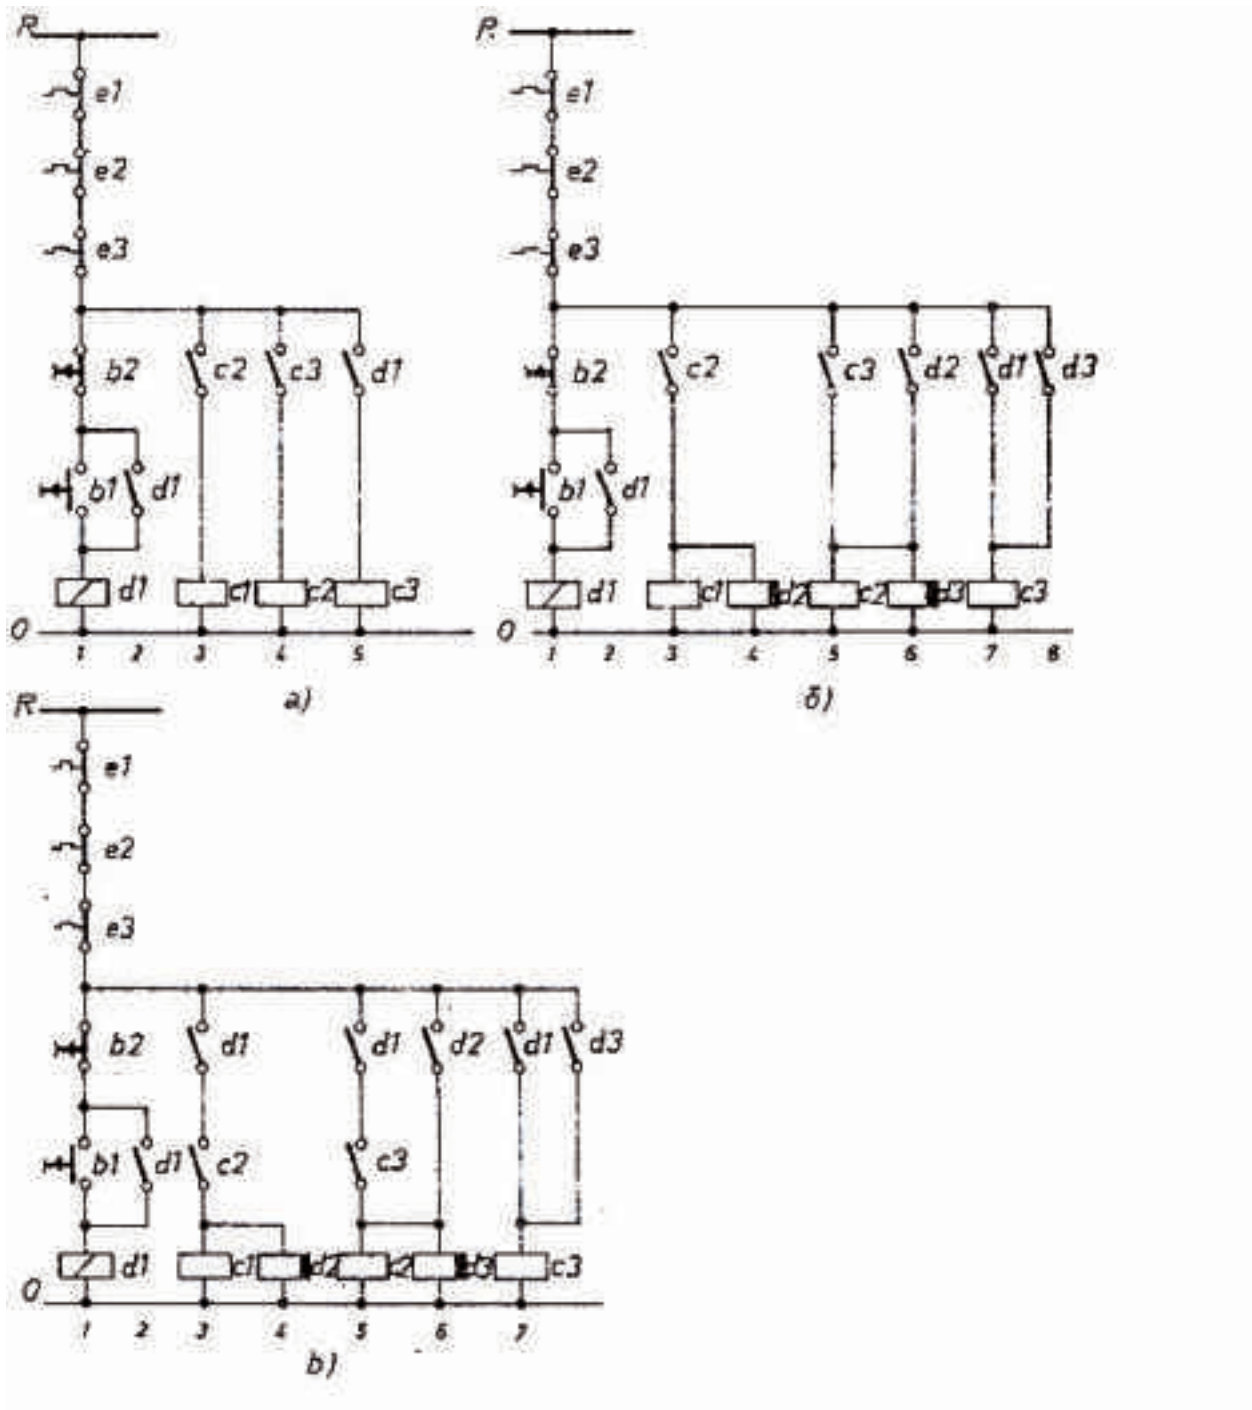 R
e1
e2
e3
b2 c2 c3 d1
b1 d1
d1 c1 c2 c3
0
1 2 3 4 5
a)
R
e1
e2
e3
b2 c2 c3 d2 d1 d3
b1 d1
d1 c1 d2 c2 d3 c3
0
1 2 3 4 5 6 7 8
б)
R
e1
e2
e3
b2 d1 d1 d2 d1 d3
b1 d1 c2 c3
d1 c1 d2 c2 d3 c3
0
1 2 3 4 5 6 7
b)